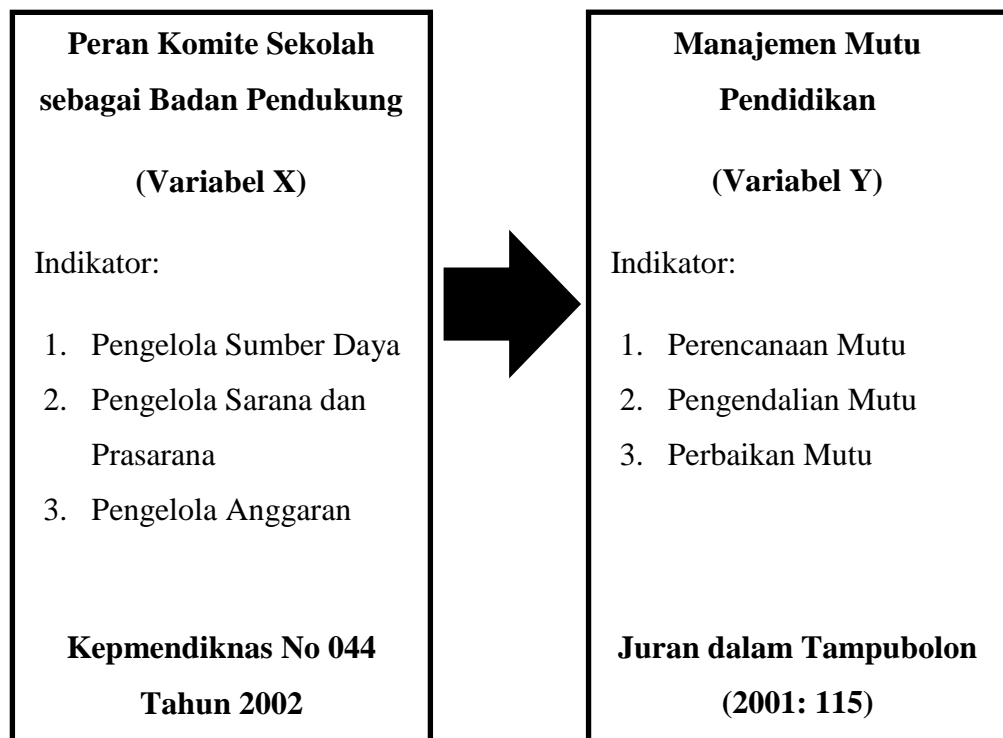 Peran Komite Sekolah
sebagai Badan Pendukung
(Variabel X)
Indikator:
1. Pengelola Sumber Daya
2. Pengelola Sarana dan
Prasarana
3. Pengelola Anggaran
Kepmendiknas No 044
Tahun 2002
Manajemen Mutu
Pendidikan
(Variabel Y)
Indikator:
1. Perencanaan Mutu
2. Pengendalian Mutu
3. Perbaikan Mutu
Juran dalam Tampubolon
(2001: 115)